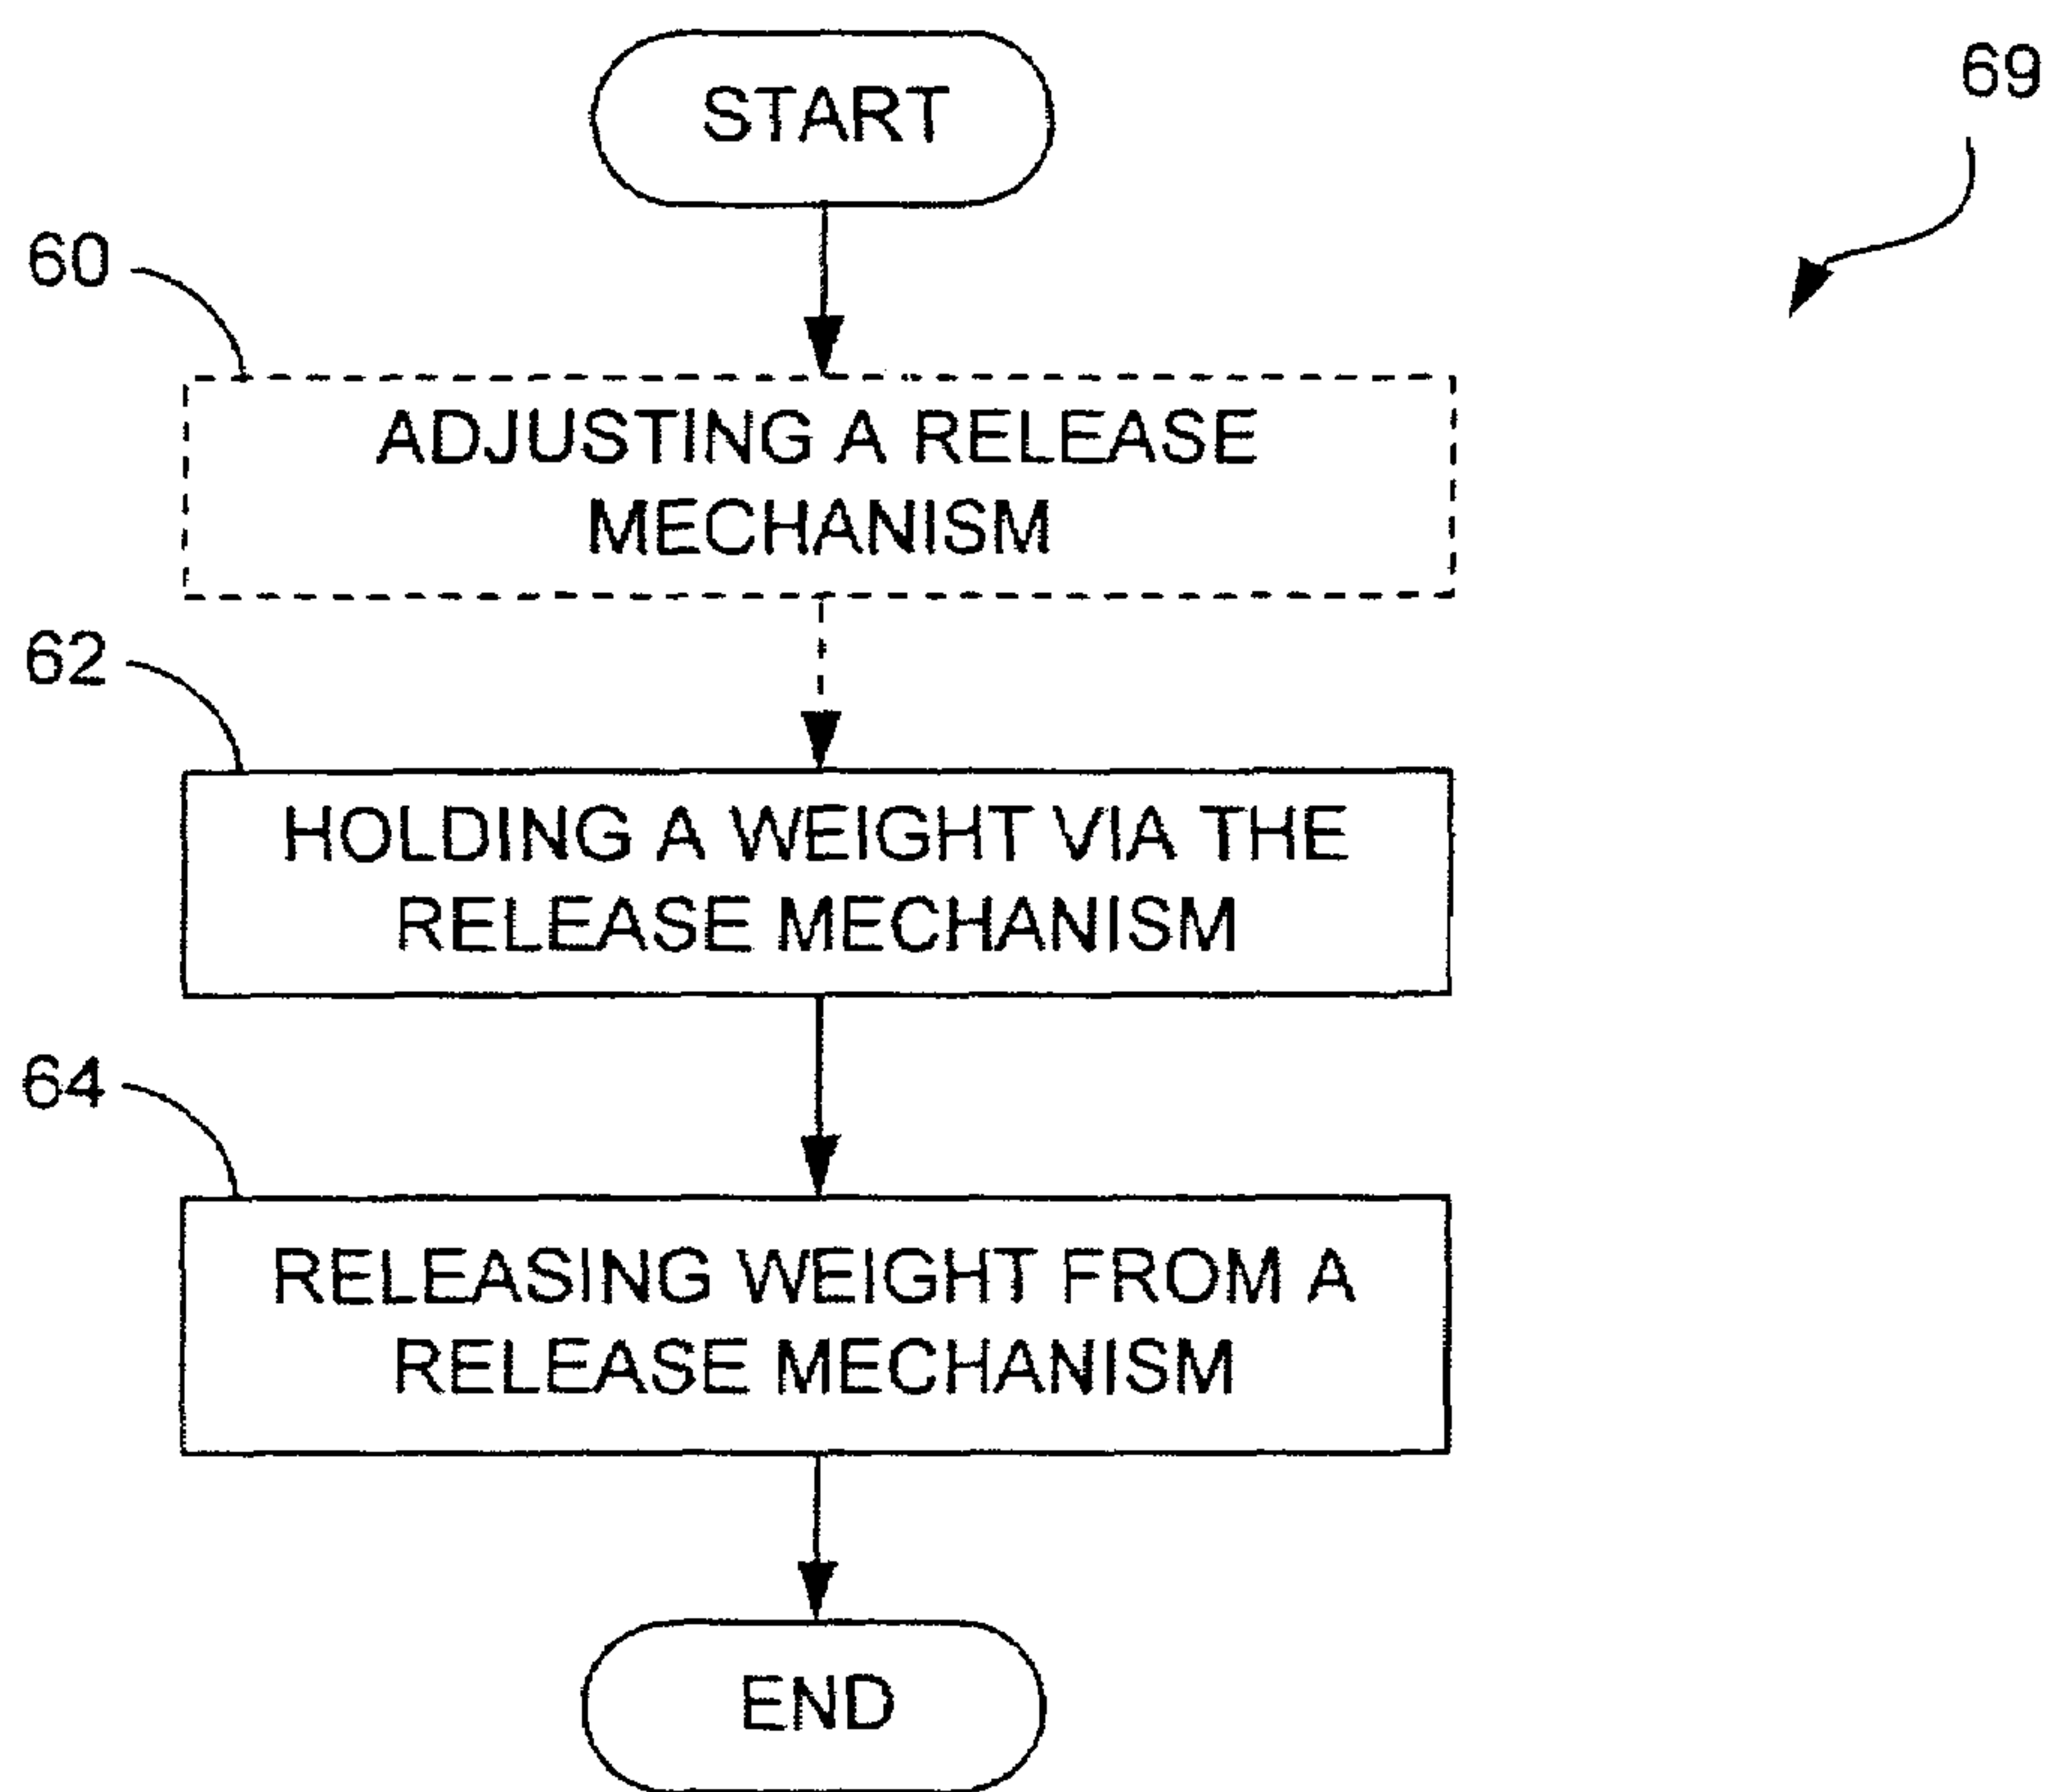 START
69
60
ADJUSTING A RELEASE
MECHANISM
62
HOLDING A WEIGHT VIA THE
RELEASE MECHANISM
64
RELEASING WEIGHT FROM A
RELEASE MECHANISM
END